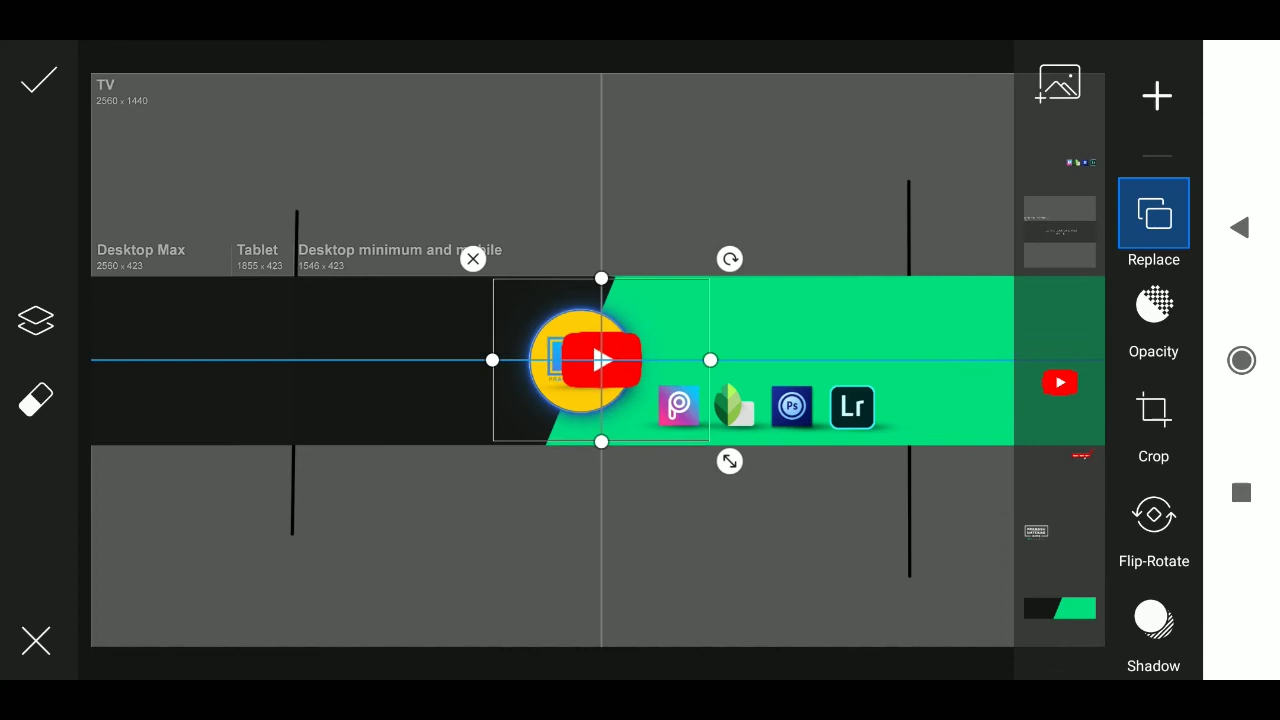 TV
2560 x 1440
Desktop Max
2560 x 423
Tablet
1855 x 423
Desktop minimum and mobile
1546 x 423
Ps
Lr
Replace
Opacity
Crop
Flip-Rotate
Shadow